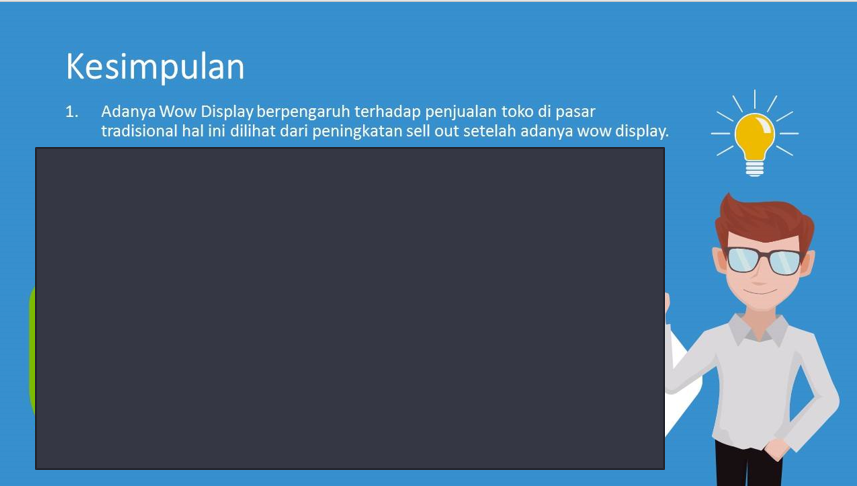 Kesimpulan
1. Adanya Wow Display berpengaruh terhadap penjualan toko di pasar
tradisional hal ini dilihat dari peningkatan sell out setelah adanya wow display.